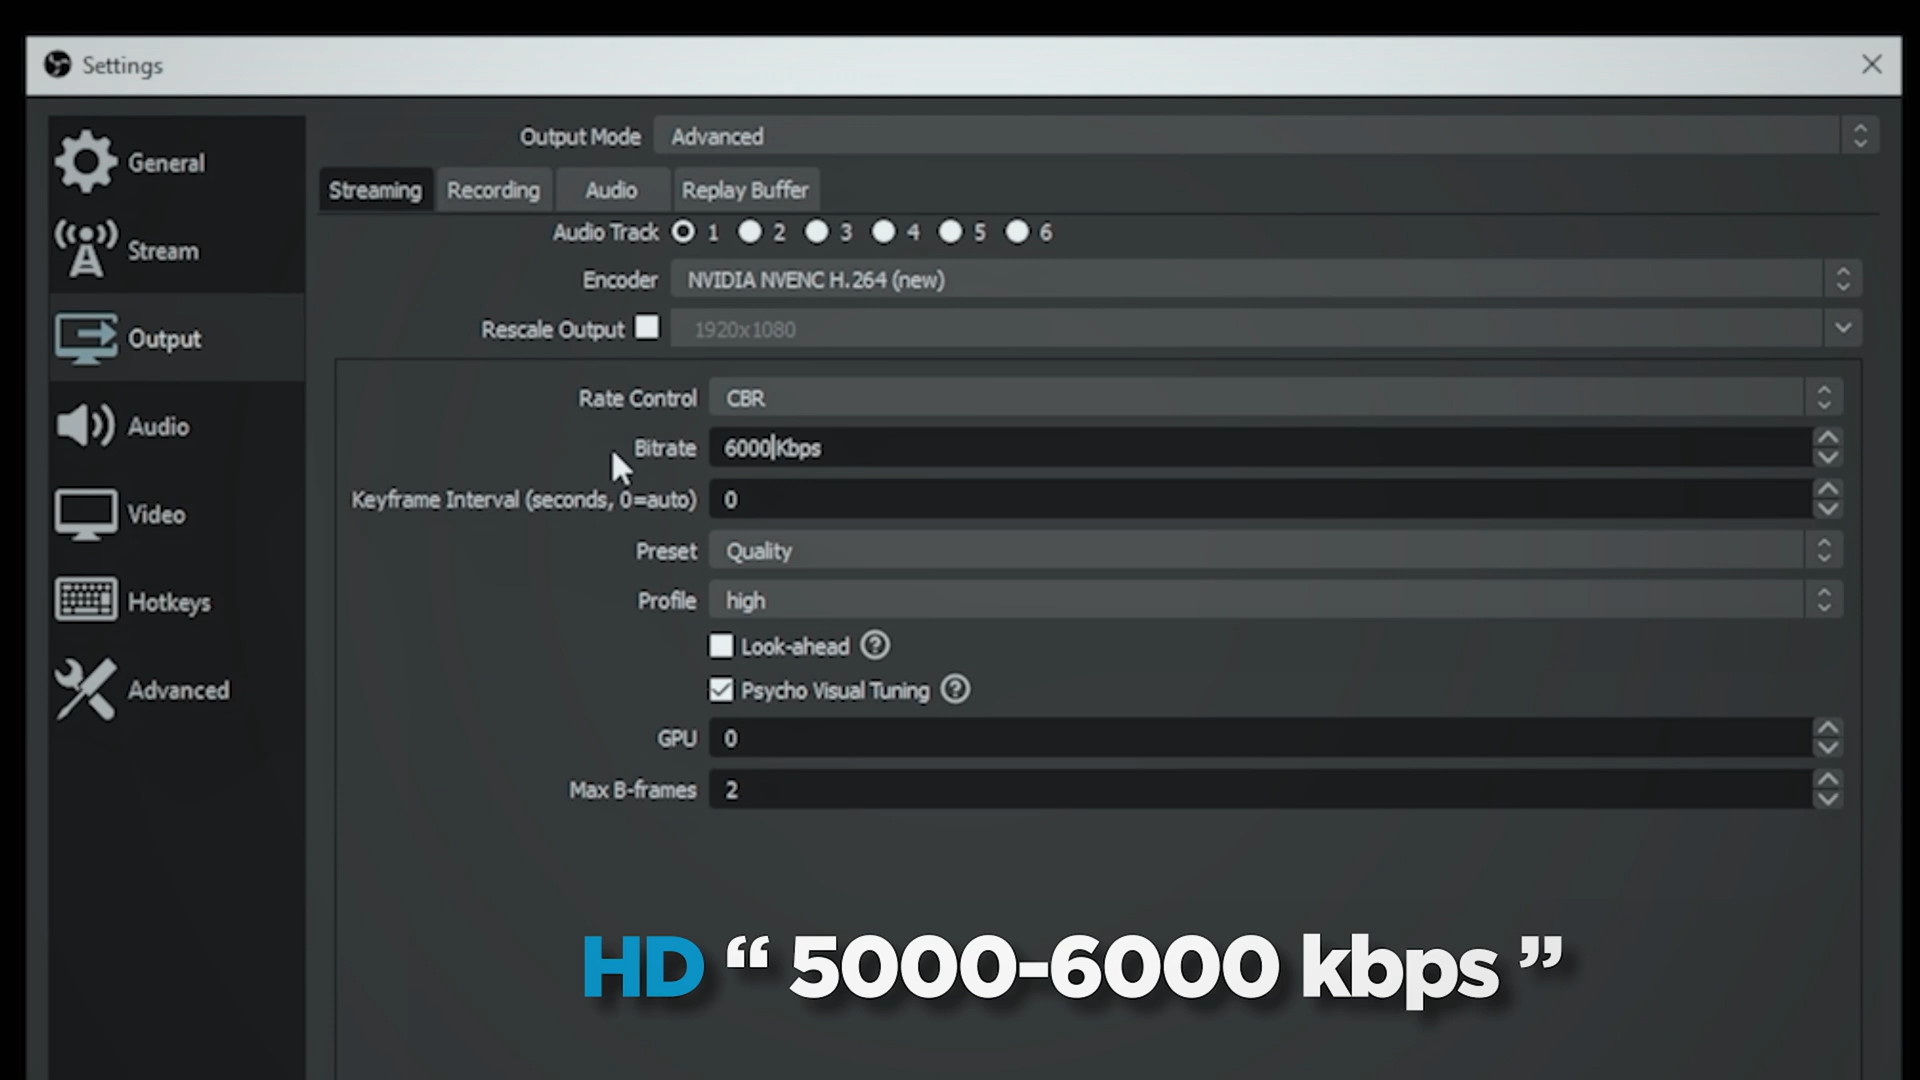 Settings
General
Stream
Output
Audio
Video
Hotkeys
Advanced
Output Mode Advanced
Streaming Recording Audio Replay Buffer
Audio Track 1 2 3 4 5 6
Encoder NVIDIA NVENC H.264 (new)
Rescale Output 1920x1080
Rate Control CBR
Bitrate 6000 Kbps
Keyframe Interval (seconds, 0=auto) 0
Preset Quality
Profile high
Look-ahead ?
Psycho Visual Tuning ?
GPU 0
Max B-frames 2
HD “ 5000-6000 kbps ”